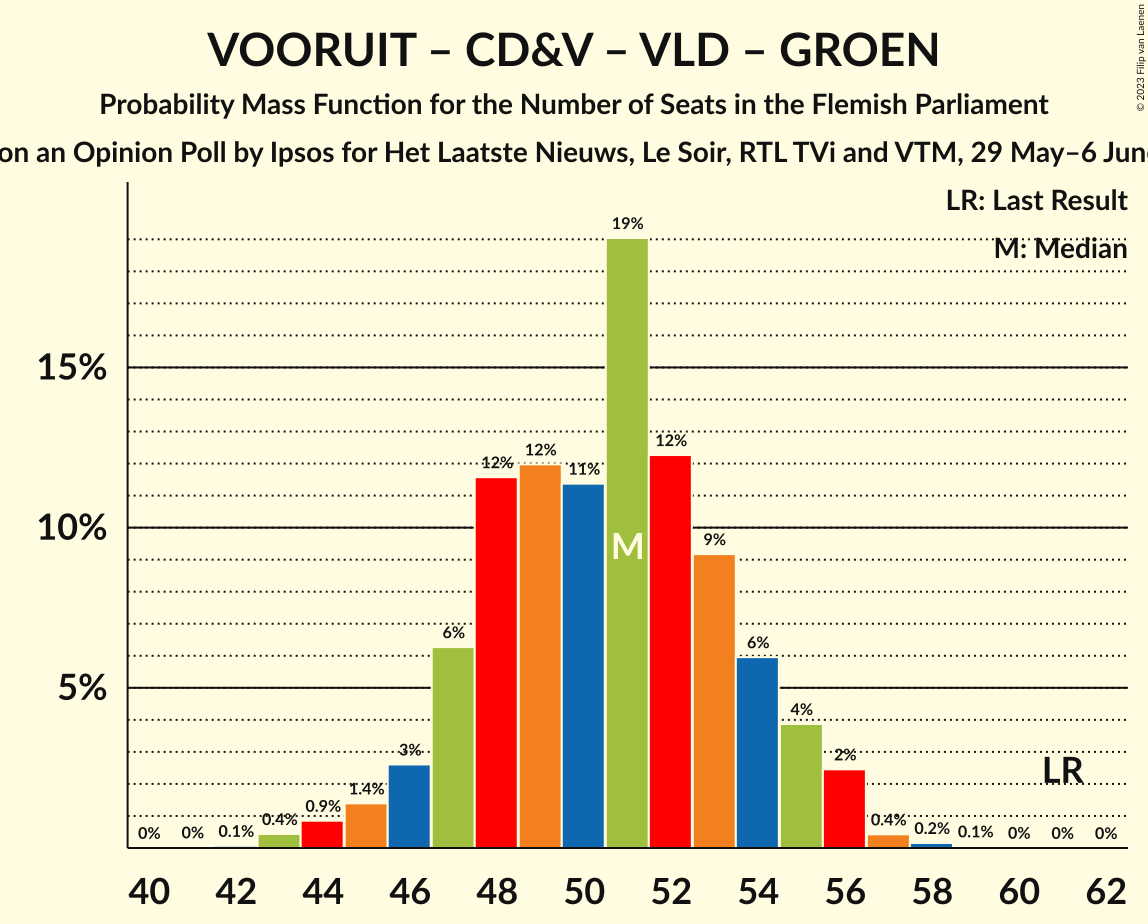 VOORUIT – CD&V – VLD – GROEN
Probability Mass Function for the Number of Seats in the Flemish Parliament
on an Opinion Poll by Ipsos for Het Laatste Nieuws, Le Soir, RTL TVi and VTM, 29 May–6 June
© 2023 Filip van Laenen
LR: Last Result
M: Median
19%
15%
12% 12% 11% 12%
10%
M
9%
6% 6%
5%
4%
3% 2%
LR
0% 0% 0.1% 0.4% 0.9% 1.4% 0.4% 0.2% 0.1% 0% 0% 0%
40 42 44 46 48 50 52 54 56 58 60 62